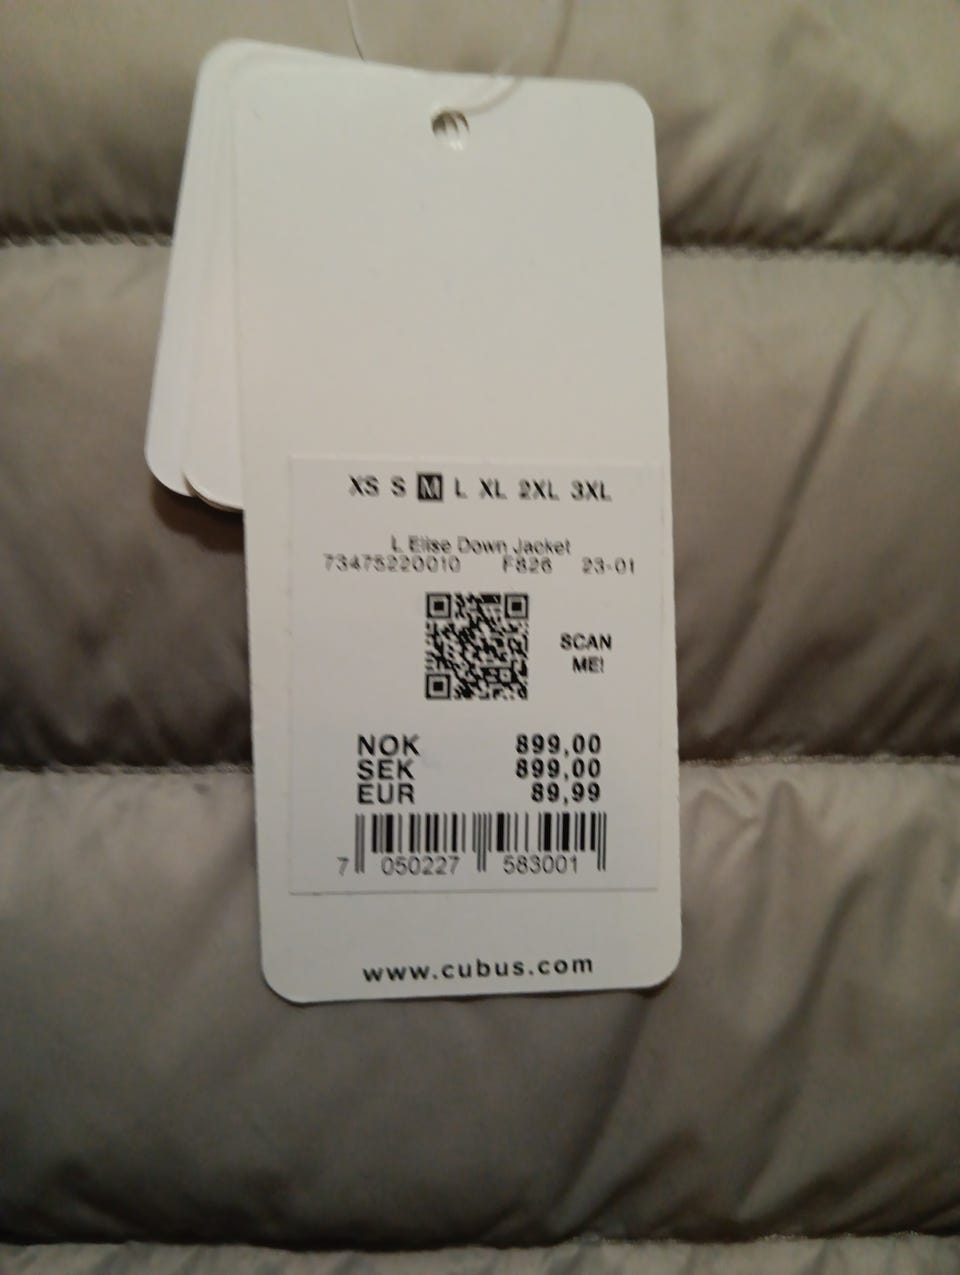 XS S M L XL 2XL 3XL
L Elise Down Jacket
73475220010 F826 23-01
SCAN
ME!
NOK 899,00
SEK 899,00
EUR 89,99
7 050227 583001
www.cubus.com